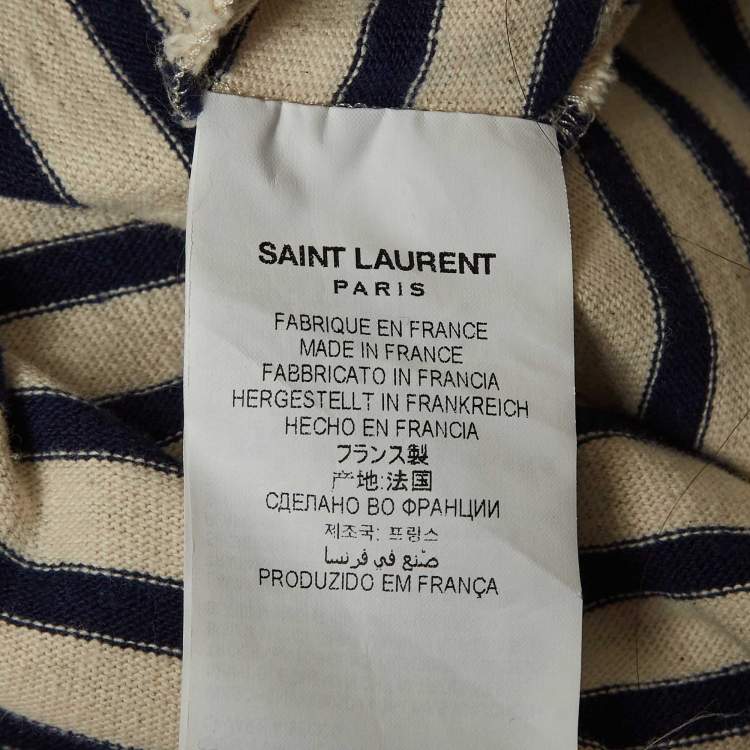 SAINT LAURENT
PARIS
FABRIQUE EN FRANCE
MADE IN FRANCE
FABBRICATO IN FRANCIA
HERGESTELLT IN FRANKREICH
HECHO EN FRANCIA
フランス製
产地:法国
СДЕЛАНО ВО ФРАНЦИИ
제조국: 프랑스
صنع في فرنسا
PRODUZIDO EM FRANÇA